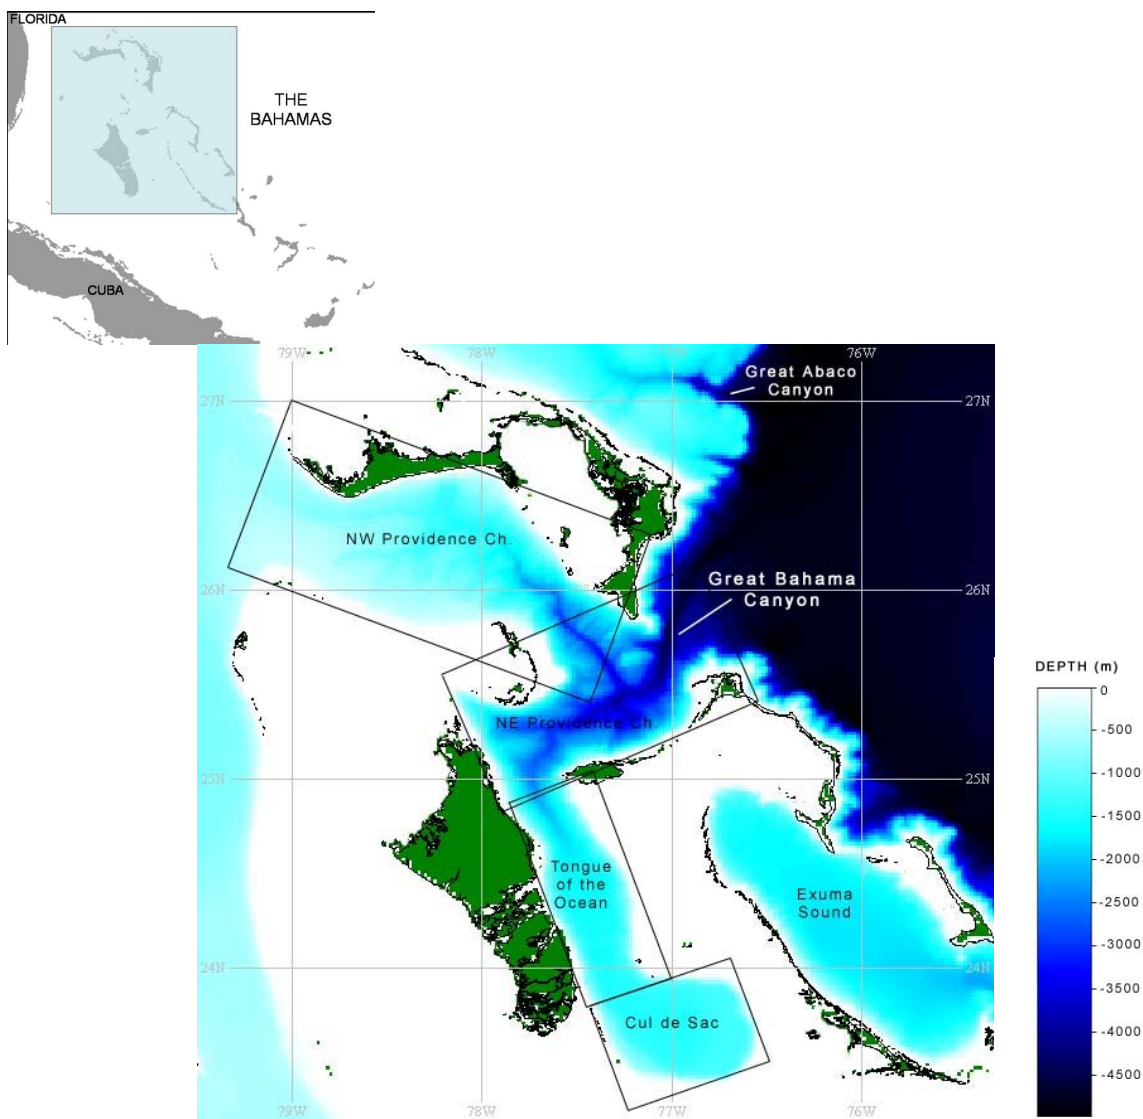 FLORIDA
THE
BAHAMAS
CUBA
79W
78W
77W
76W
Great Abaco
Canyon
27N
27N
NW Providence Ch.
Great Bahama
Canyon
26N
26N
DEPTH (m)
0
-500
-1000
-1500
-2000
-2500
-3000
-3500
-4000
-4500
NE Providence Ch.
25N
25N
Tongue
of the
Ocean
Exuma
Sound
24N
24N
Cul de Sac
79W
78W
77W
76W